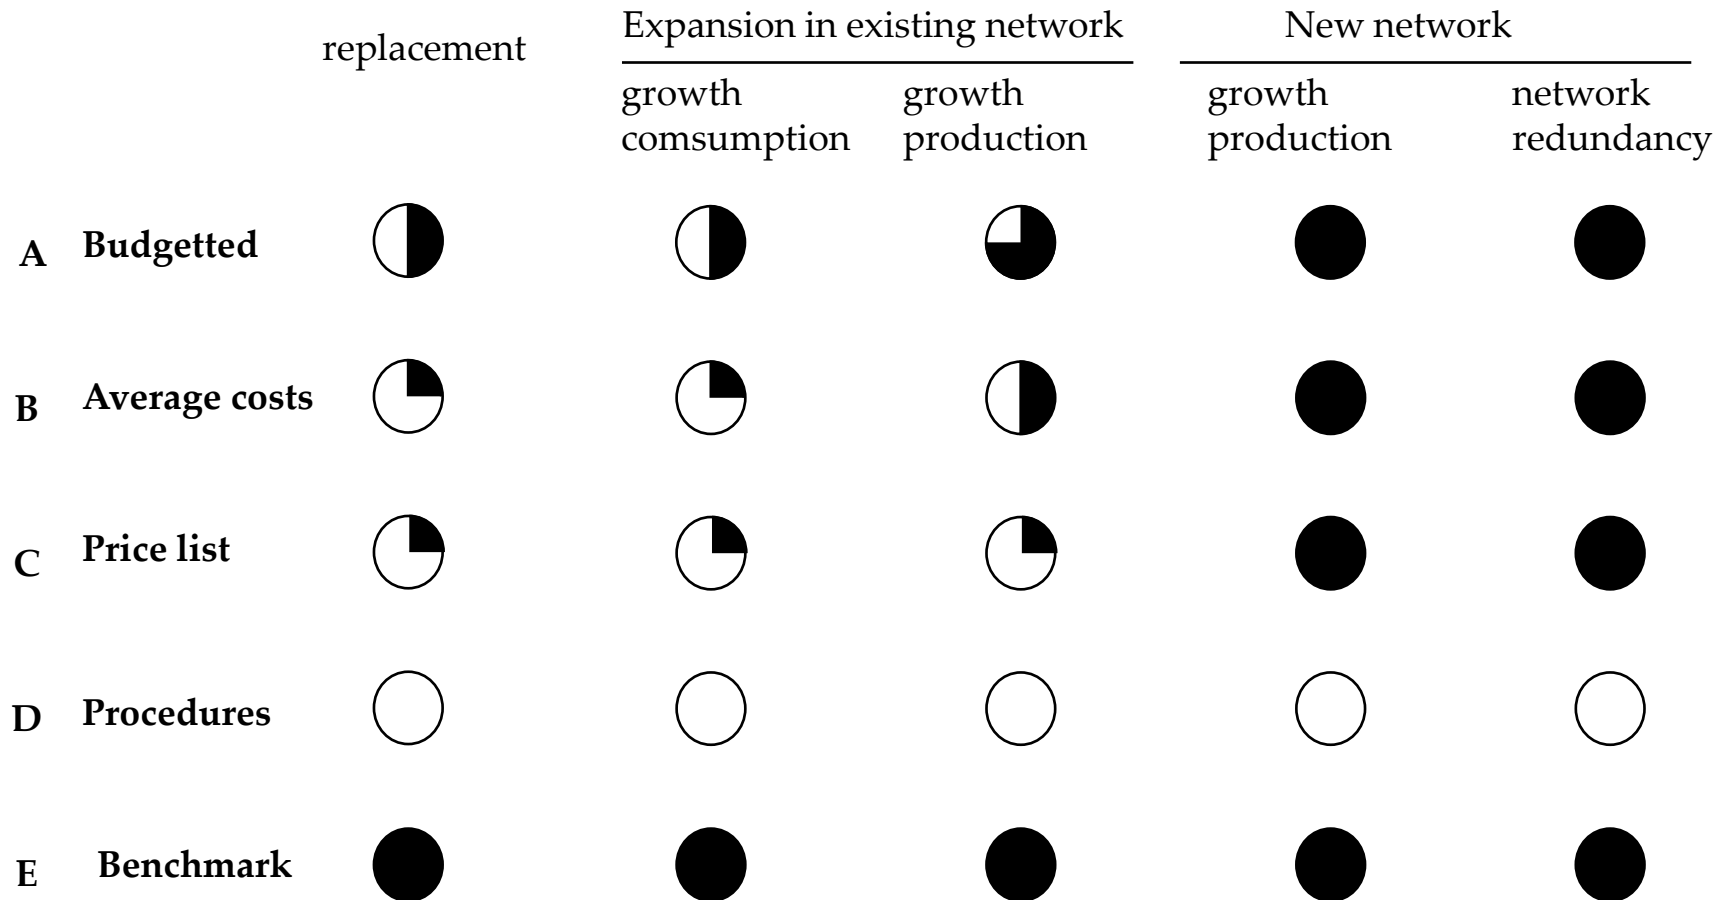 replacement
Expansion in existing network
New network
growth
comsumption
growth
production
growth
production
network
redundancy
A Budgetted
B Average costs
C Price list
D Procedures
E Benchmark